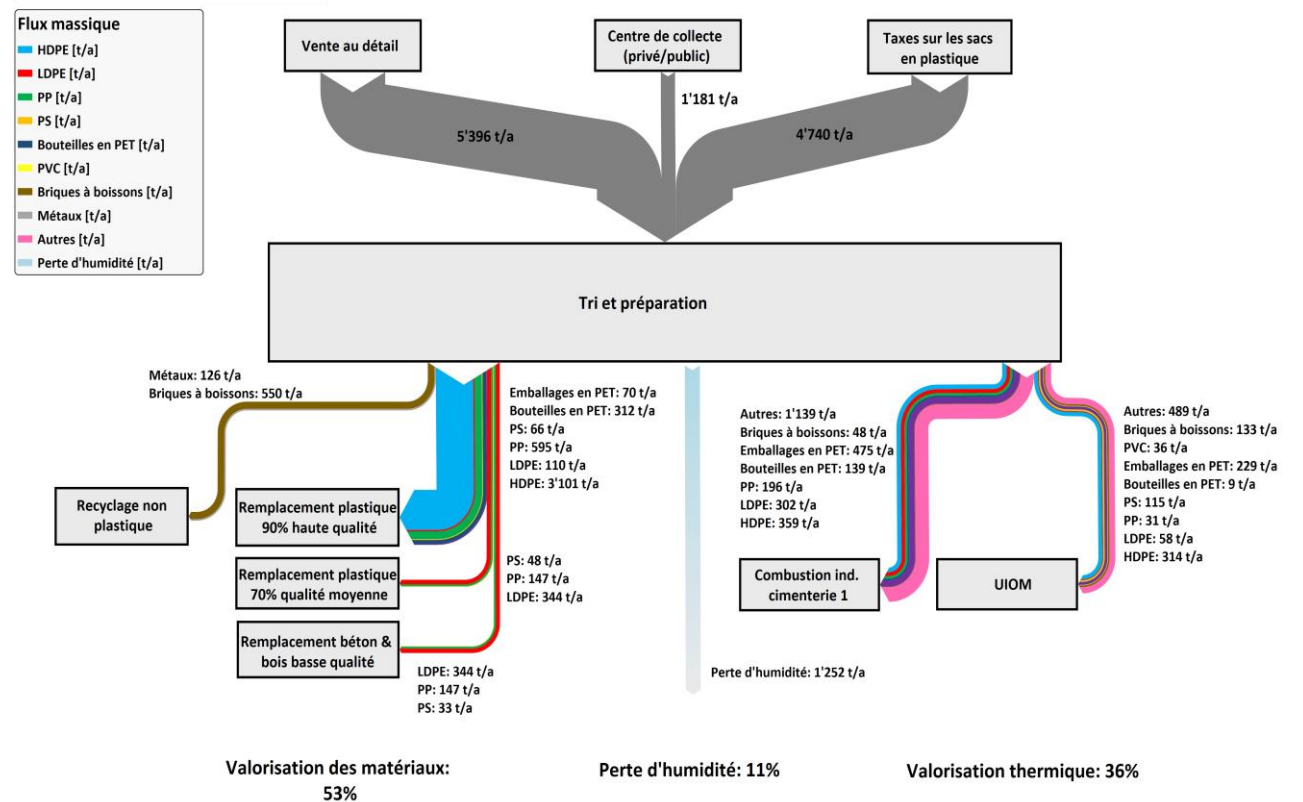 Flux massique
HDPE [t/a]
LDPE [t/a]
PP [t/a]
PS [t/a]
Bouteilles en PET [t/a]
PVC [t/a]
Briques à boissons [t/a]
Métaux [t/a]
Autres [t/a]
Perte d'humidité [t/a]
Vente au détail
Centre de collecte
(privé/public)
Taxes sur les sacs
en plastique
5'396 t/a
1'181 t/a
4'740 t/a
Tri et préparation
Métaux: 126 t/a
Briques à boissons: 550 t/a
Emballages en PET: 70 t/a
Bouteilles en PET: 312 t/a
PS: 66 t/a
PP: 595 t/a
LDPE: 110 t/a
HDPE: 3'101 t/a
Recyclage non
plastique
Remplacement plastique
90% haute qualité
PS: 48 t/a
PP: 147 t/a
LDPE: 344 t/a
Remplacement plastique
70% qualité moyenne
Remplacement béton &
bois basse qualité
LDPE: 344 t/a
PP: 147 t/a
PS: 33 t/a
Perte d'humidité: 1'252 t/a
Autres: 1'139 t/a
Briques à boissons: 48 t/a
Emballages en PET: 475 t/a
Bouteilles en PET: 139 t/a
PP: 196 t/a
LDPE: 302 t/a
HDPE: 359 t/a
Combustion ind.
cimenterie 1
UIOM
Autres: 489 t/a
Briques à boissons: 133 t/a
PVC: 36 t/a
Emballages en PET: 229 t/a
Bouteilles en PET: 9 t/a
PS: 115 t/a
PP: 31 t/a
LDPE: 58 t/a
HDPE: 314 t/a
Valorisation des matériaux:
53%
Perte d'humidité: 11%
Valorisation thermique: 36%